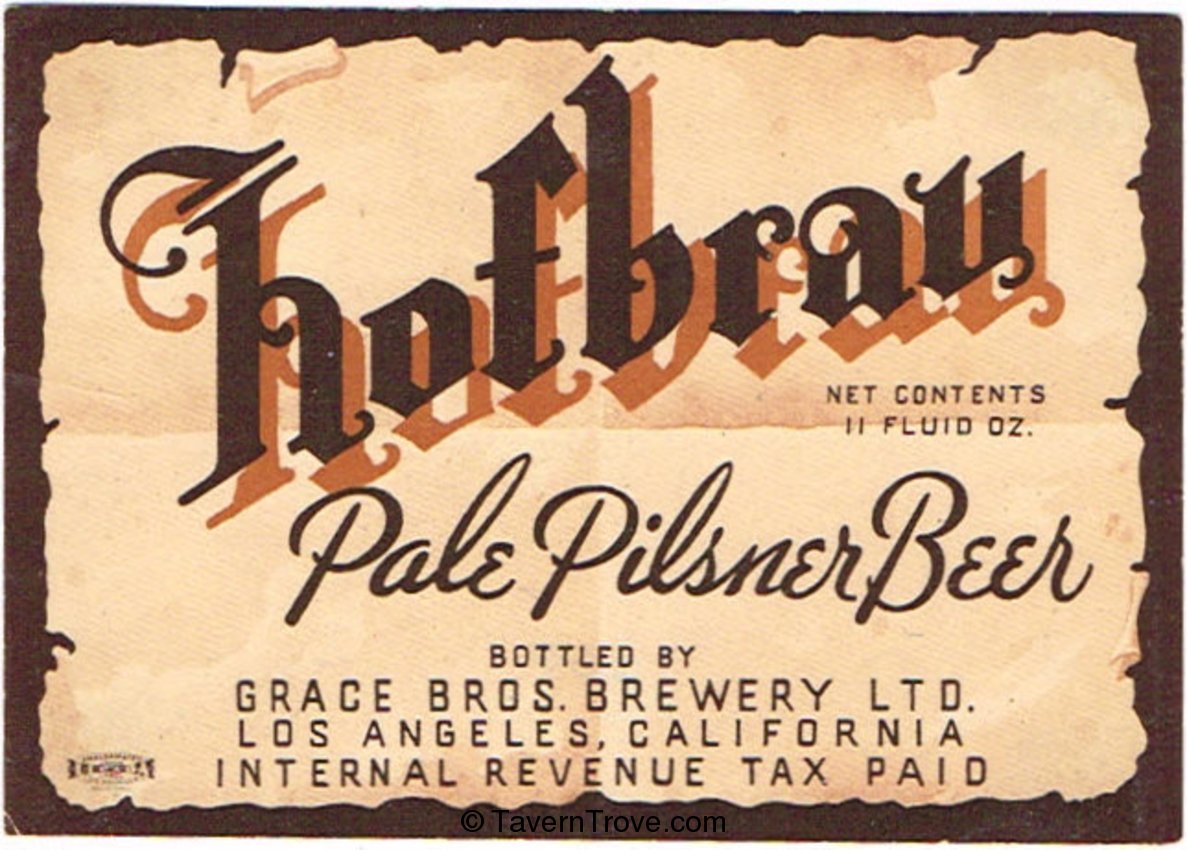 Hofbrau
NET CONTENTS
11 FLUID OZ.
Pale Pilsner Beer
BOTTLED BY
GRACE BROS. BREWERY LTD.
LOS ANGELES, CALIFORNIA
INTERNAL REVENUE TAX PAID
© TavernTrove.com